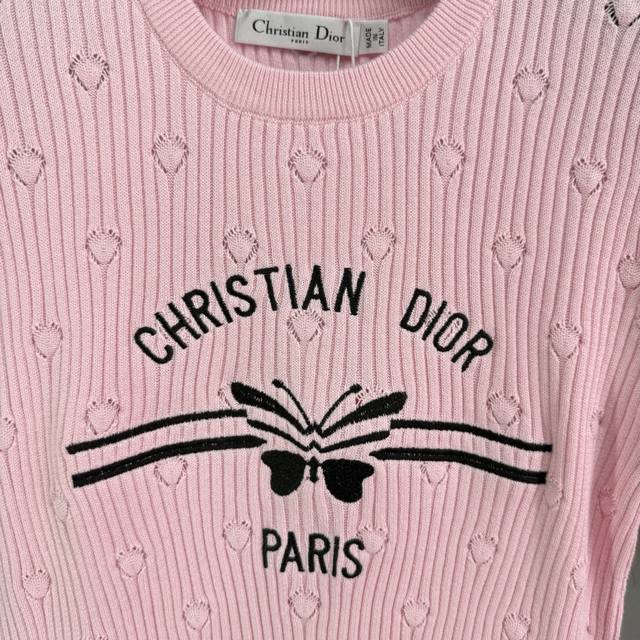 Christian Dior
PARIS
MADE
IN
ITALY
CHRISTIAN DIOR
PARIS